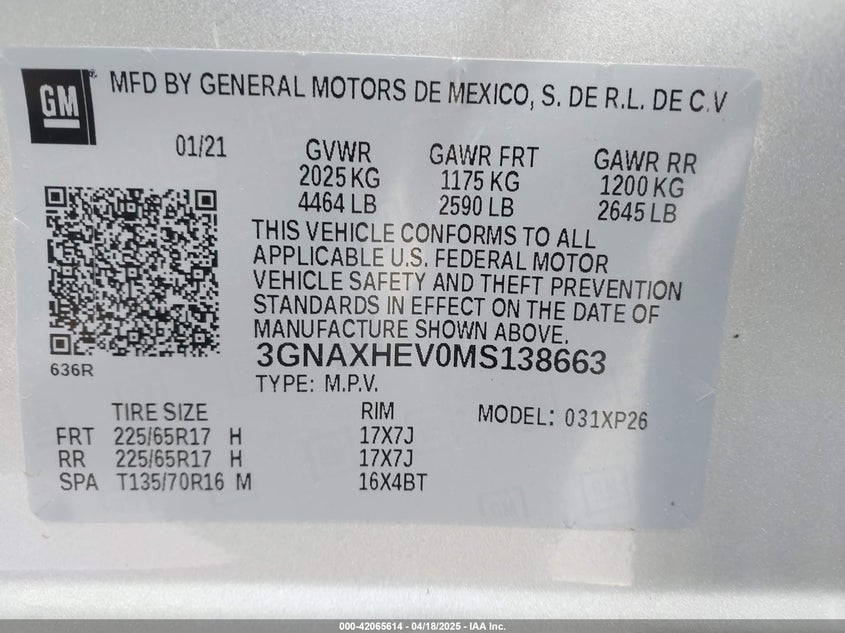 GM
MFD BY GENERAL MOTORS DE MEXICO, S. DE R.L. DE C.V
01/21 GVWR GAWR FRT GAWR RR
2025 KG 1175 KG 1200 KG
4464 LB 2590 LB 2645 LB
THIS VEHICLE CONFORMS TO ALL
APPLICABLE U.S. FEDERAL MOTOR
VEHICLE SAFETY AND THEFT PREVENTION
STANDARDS IN EFFECT ON THE DATE OF
MANUFACTURE SHOWN ABOVE.
636R
3GNAXHEV0MS138663
TYPE: M.P.V.
TIRE SIZE RIM MODEL: 031XP26
FRT 225/65R17 H 17X7J
RR 225/65R17 H 17X7J
SPA T135/70R16 M 16X4BT
000-42065614 - 04/18/2025 - IAA Inc.